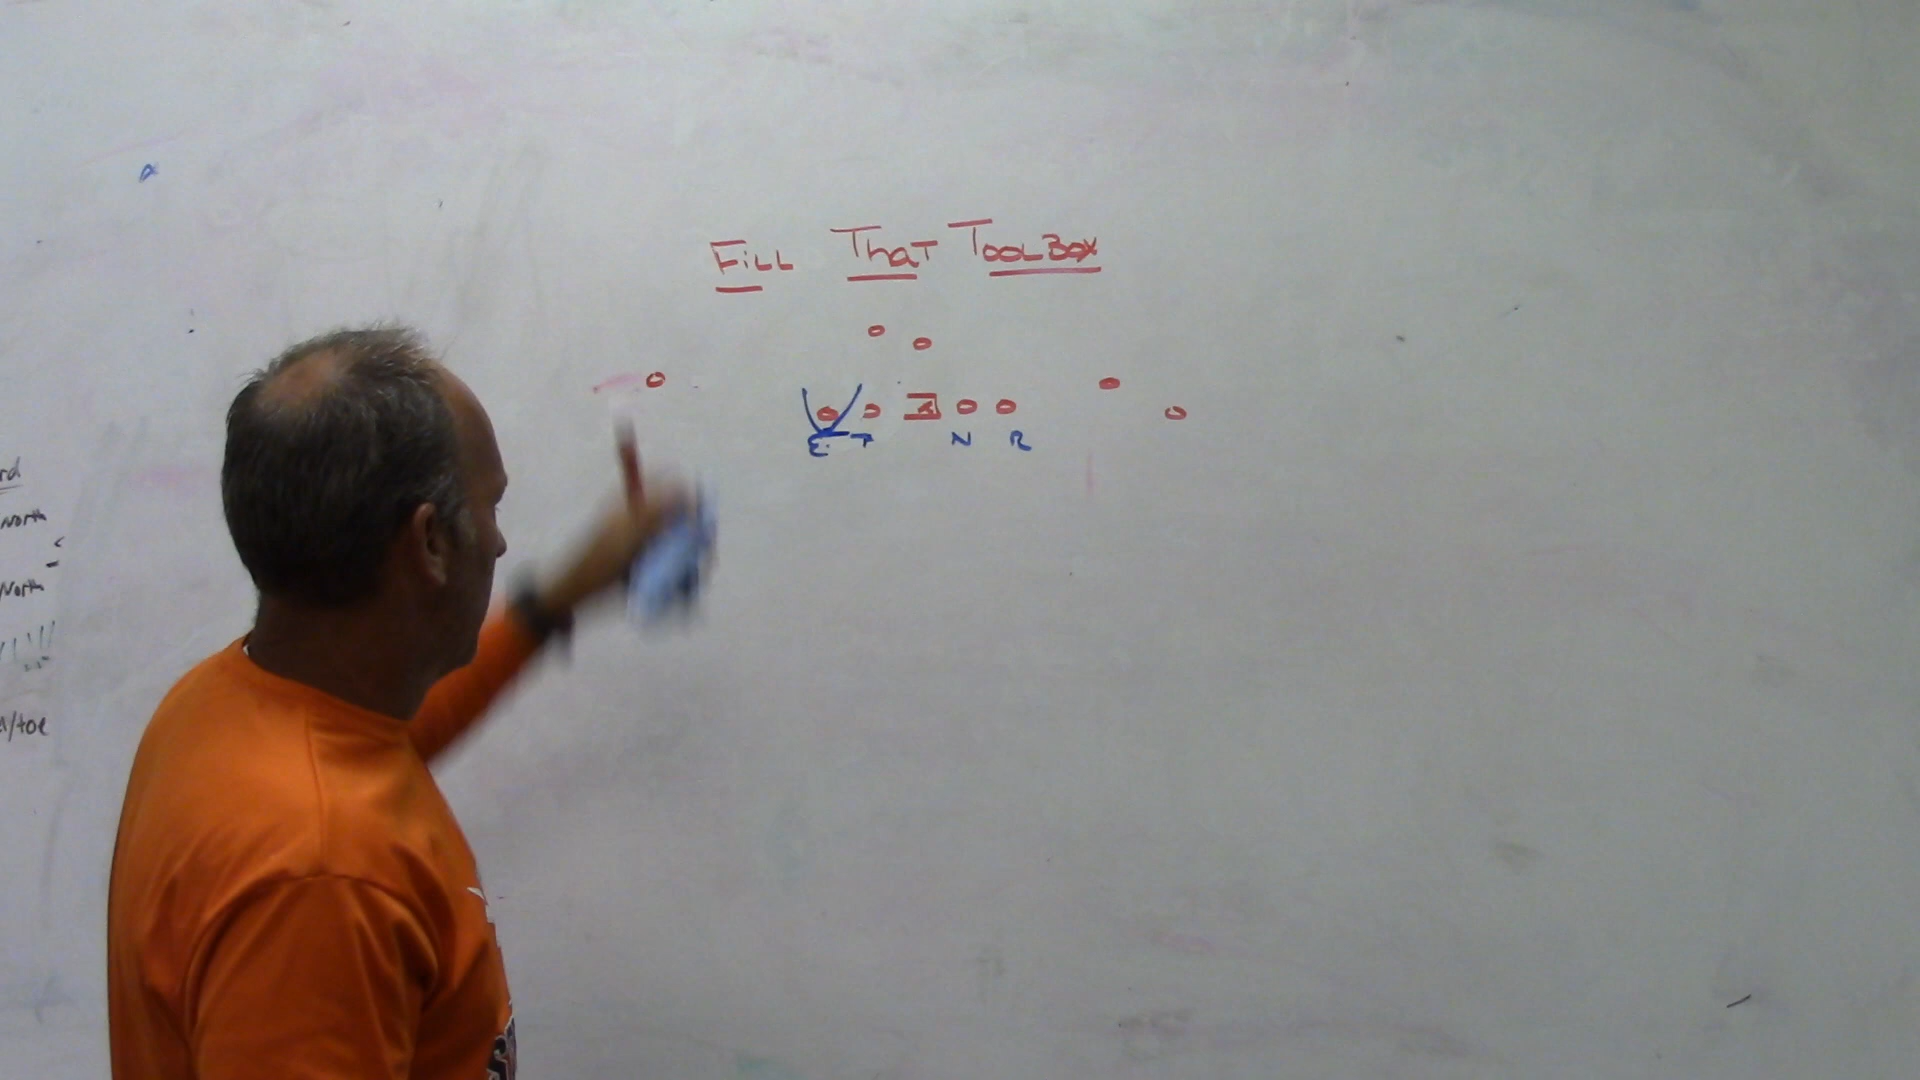 Fill That ToolBox
E T N R
rd
North
North
/toe